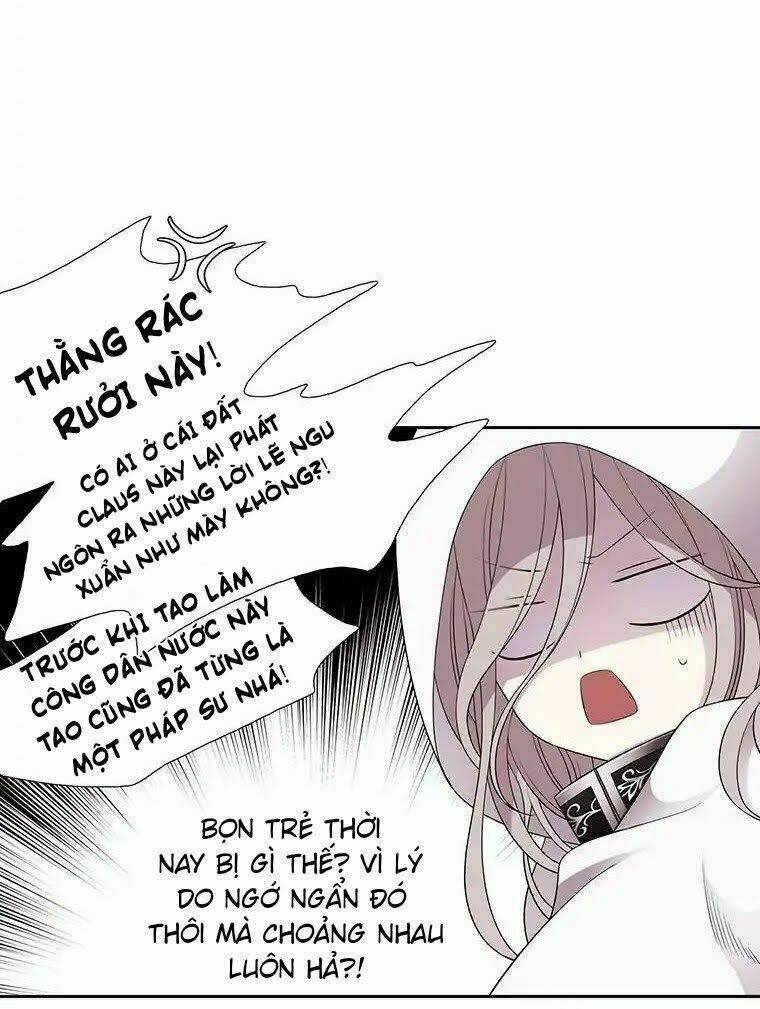 THẰNG RÁC
RƯỞI NÀY!
CÓ AI Ở CÁI ĐẤT
CLAUS NÀY LẠI PHÁT
NGÔN RA NHỮNG LỜI LẼ NGU
XUẨN NHƯ MÀY KHÔNG?!
TRƯỚC KHI TAO LÀM
CÔNG DÂN NƯỚC NÀY
TAO CŨNG ĐÃ TỪNG LÀ
MỘT PHÁP SƯ NHÁ!
BỌN TRẺ THỜI
NAY BỊ GÌ THẾ? VÌ LÝ
DO NGỚ NGẨN ĐÓ
THÔI MÀ CHOẢNG NHAU
LUÔN HẢ?!